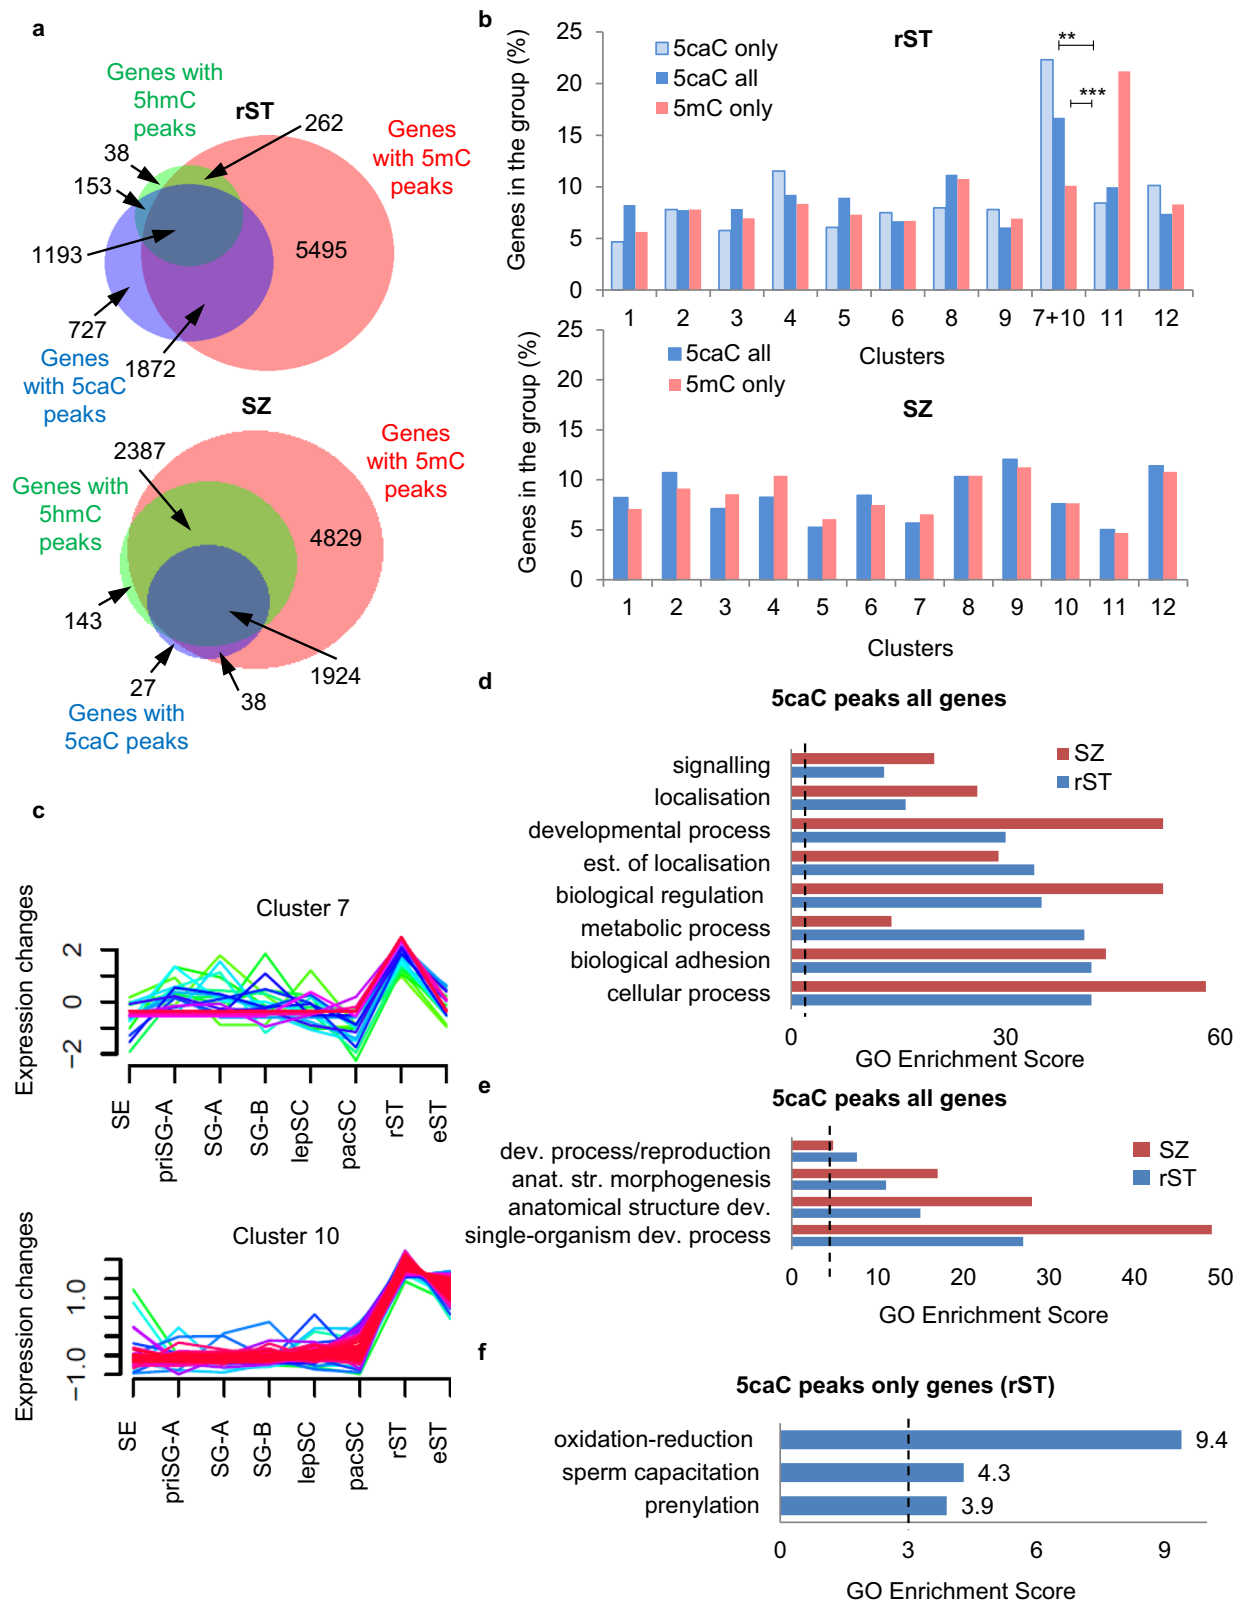 a
Genes with
5hmC
peaks
rST
262
Genes
with 5mC
peaks
38
153
1193
5495
727
1872
Genes
with 5caC
peaks
SZ
2387
Genes
with 5mC
peaks
Genes with
5hmC
peaks
4829
143
1924
27
38
Genes with
5caC peaks
b
rST
Genes in the group (%)
25
20
15
10
5
0
5caC only
5caC all
5mC only
**
***
1 2 3 4 5 6 8 9 7+10 11 12
Clusters
SZ
Genes in the group (%)
25
20
15
10
5
0
5caC all
5mC only
1 2 3 4 5 6 7 8 9 10 11 12
Clusters
c
Cluster 7
Expression changes
2
0
−2
SE priSG-A SG-A SG-B lepSC pacSC rST eST
Cluster 10
Expression changes
1.0
−1.0
SE priSG-A SG-A SG-B lepSC pacSC rST eST
d
5caC peaks all genes
SZ
rST
signalling
localisation
developmental process
est. of localisation
biological regulation
metabolic process
biological adhesion
cellular process
0 30 60
GO Enrichment Score
e
5caC peaks all genes
SZ
rST
dev. process/reproduction
anat. str. morphogenesis
anatomical structure dev.
single-organism dev. process
0 10 20 30 40 50
GO Enrichment Score
f
5caC peaks only genes (rST)
oxidation-reduction 9.4
sperm capacitation 4.3
prenylation 3.9
0 3 6 9
GO Enrichment Score